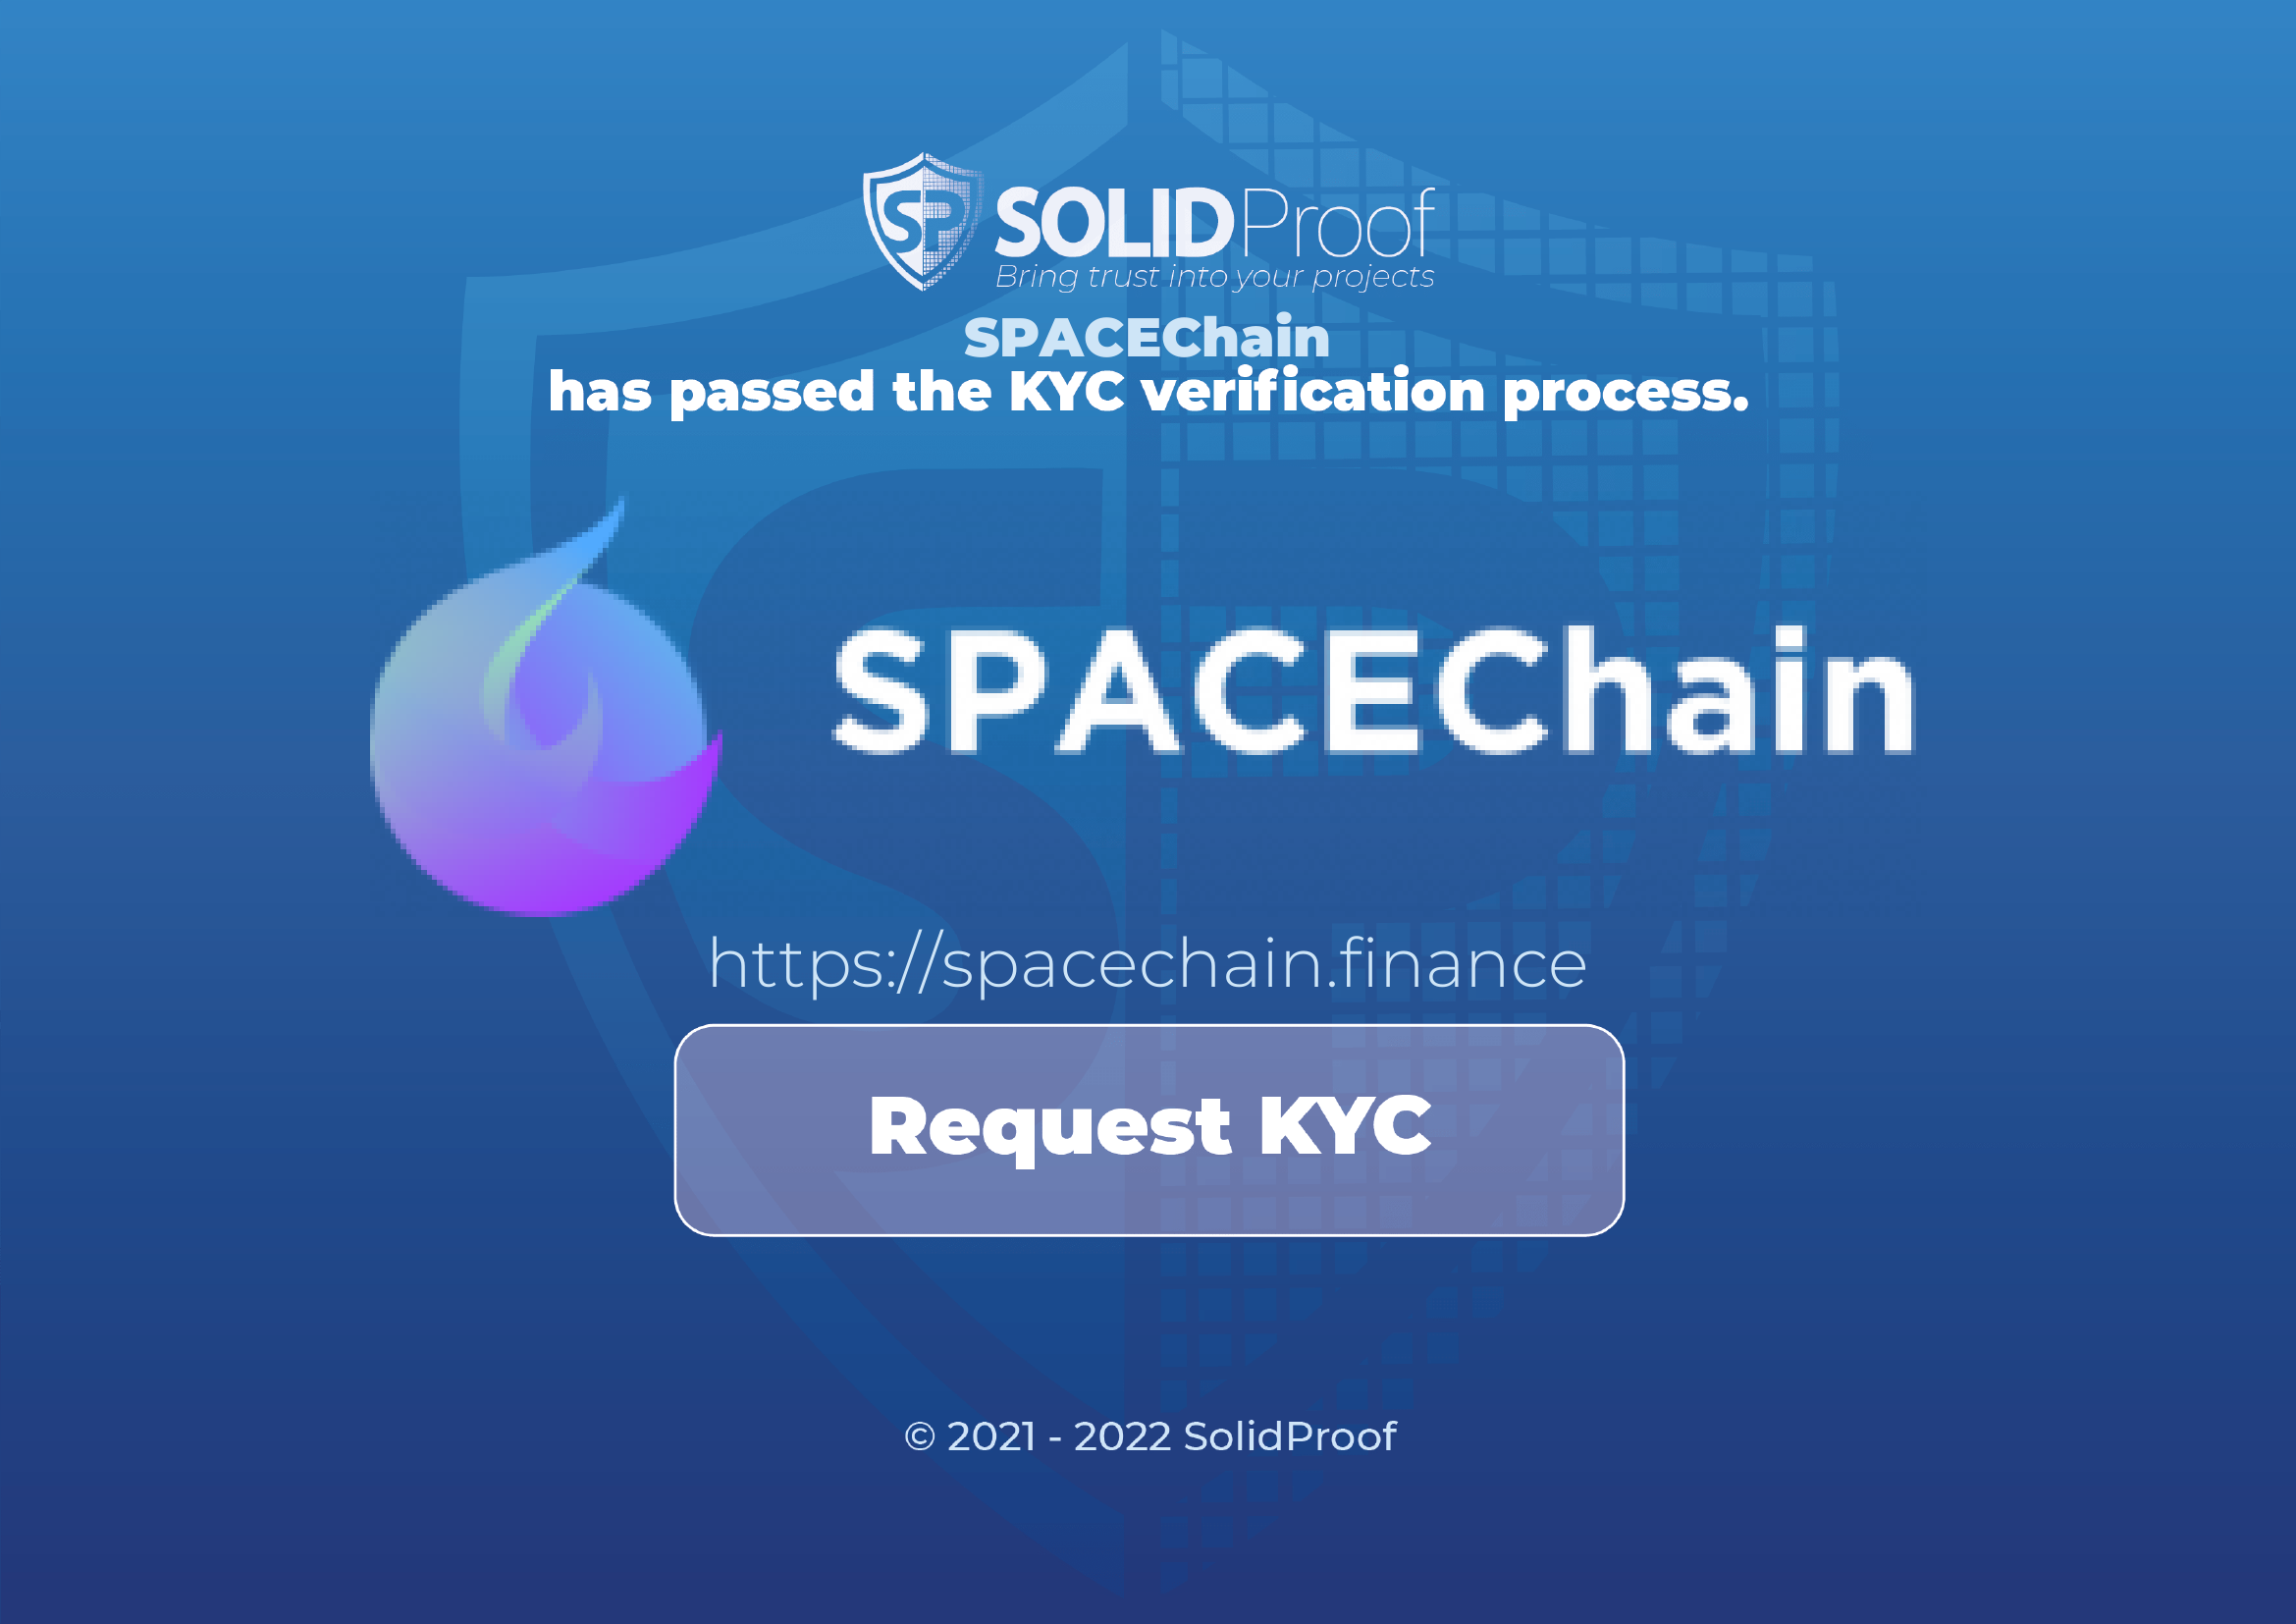 SP
SOLIDProof
Bring trust into your projects
SPACEChain
has passed the KYC verification process.
SPACEChain
https://spacechain.finance
Request KYC
© 2021 - 2022 SolidProof